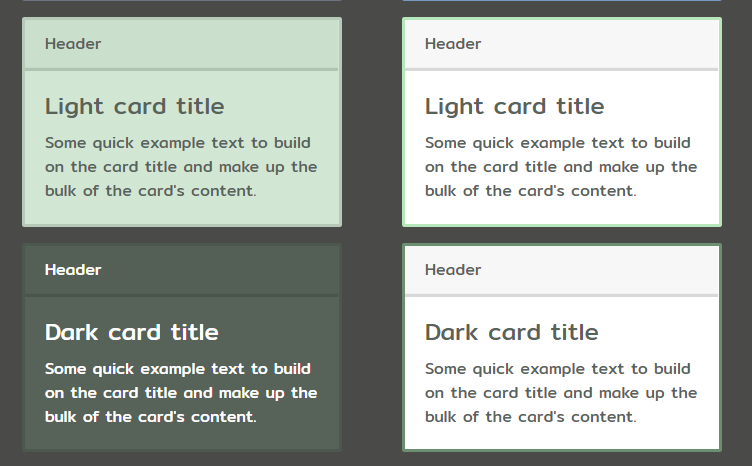 Header
Light card title
Some quick example text to build
on the card title and make up the
bulk of the card's content.
Header
Light card title
Some quick example text to build
on the card title and make up the
bulk of the card's content.
Header
Dark card title
Some quick example text to build
on the card title and make up the
bulk of the card's content.
Header
Dark card title
Some quick example text to build
on the card title and make up the
bulk of the card's content.